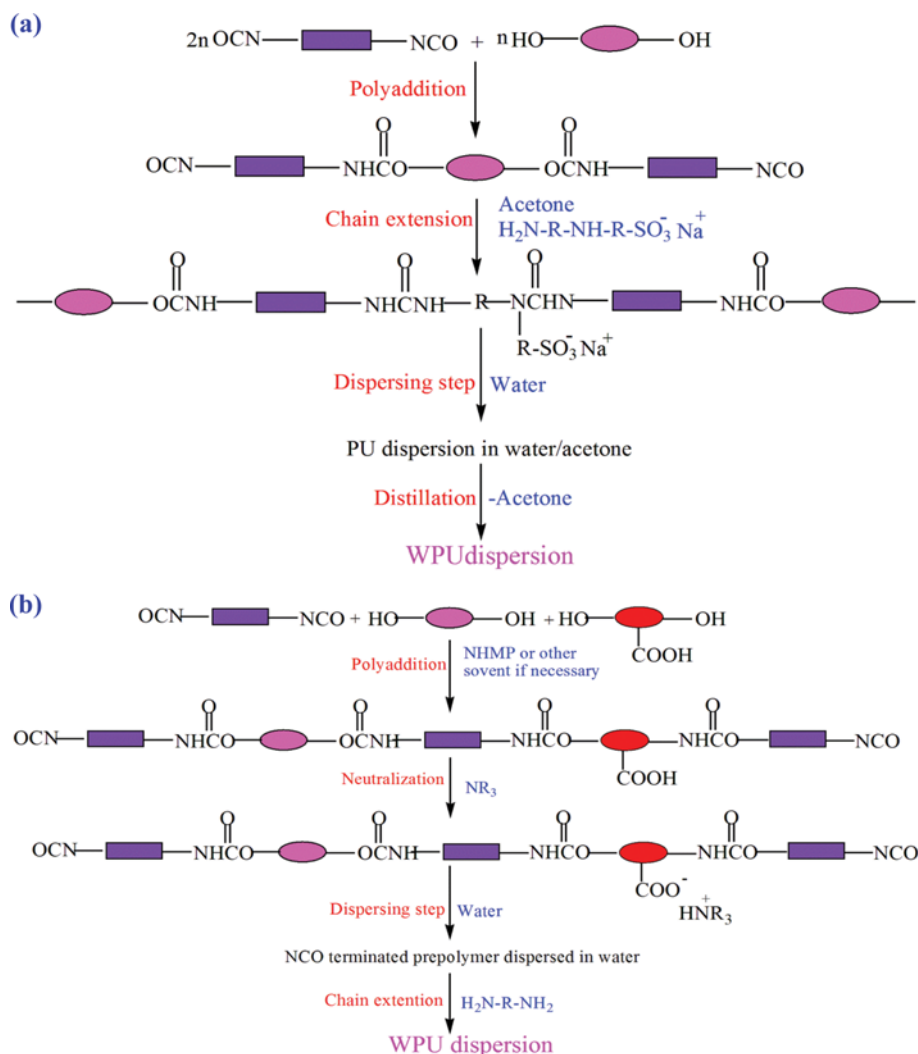 (a)
2n OCN NCO + n HO OH
Polyaddition
O O
OCN NHCO OCNH NCO
Chain extension Acetone
H2N-R-NH-R-SO3- Na+
O O O O
OCNH NHCNH R NCHN NHCO
R-SO3-Na+
Dispersing step Water
PU dispersion in water/acetone
Distillation -Acetone
WPUdispersion
(b)
OCN NCO + HO OH + HO OH
COOH
Polyaddition NHMP or other
sovent if necessary
O O O O
OCN NHCO OCNH NHCO NHCO NCO
COOH
Neutralization NR3
O O O O
OCN NHCO OCNH NHCO NHCO NCO
COO-
HNR3+
Dispersing step Water
NCO terminated prepolymer dispersed in water
Chain extention H2N-R-NH2
WPU dispersion